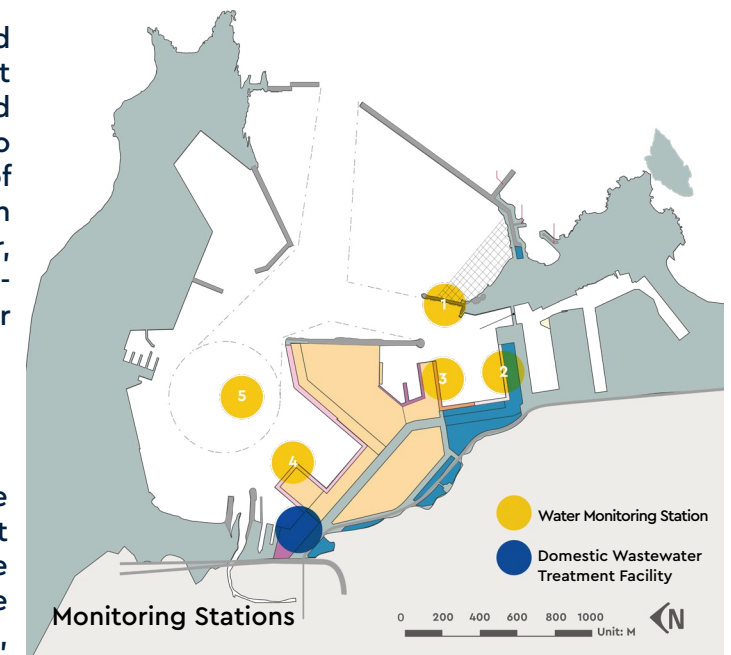 d
t
d
o
of
n
r,
-
r
e
t
e
e
,
1
2
3
5
4
Water Monitoring Station
Domestic Wastewater
Treatment Facility
Monitoring Stations
0 200 400 600 800 1000
Unit: M
N